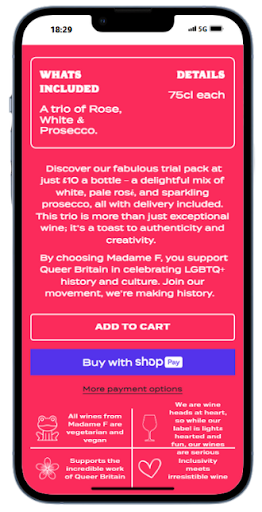 18:29
5G
WHATS INCLUDED
DETAILS
A trio of Rose,
White &
Prosecco.
75cl each
Discover our fabulous trial pack at
just £10 a bottle – a delightful mix of
white, pale rosé, and sparkling
prosecco, all with delivery included.
This trio is more than just exceptional
wine; it's a toast to authenticity and
creativity.
By choosing Madame F, you support
Queer Britain in celebrating LGBTQ+
history and culture. Join our
movement, we're making history.
ADD TO CART
Buy with shop Pay
More payment options
All wines from
Madame F are
vegetarian and
vegan
We are wine
heads at heart,
so while our
label is lights
hearted and
fun, our wines
are serious
Supports the
incredible work
of Queer Britain
Inclusivity
meets
irresistible wine